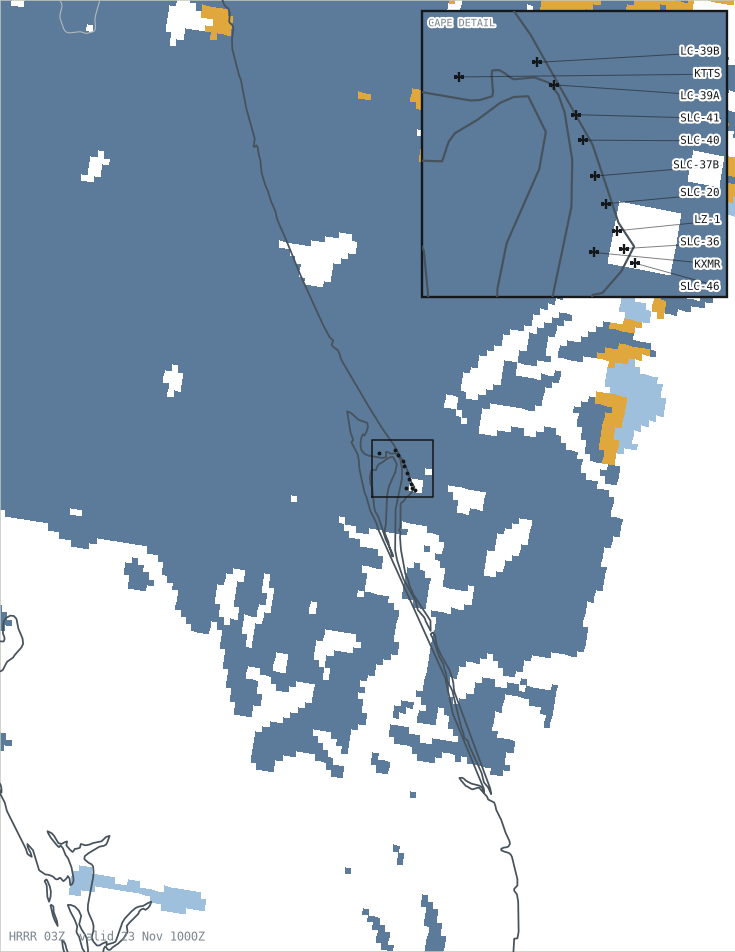 CAPE DETAIL
LC-39B
KTTS
LC-39A
SLC-41
SLC-40
SLC-37B
SLC-20
LZ-1
SLC-36
KXMR
SLC-46
HRRR 03Z  valid 23 Nov 1000Z